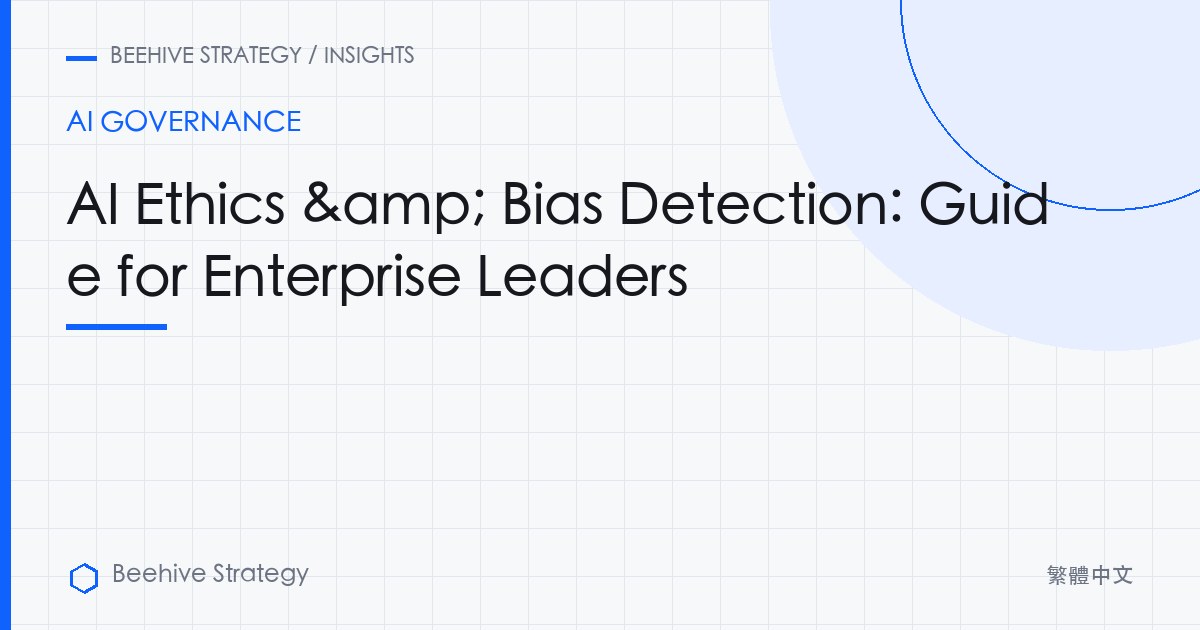 BEEHIVE STRATEGY / INSIGHTS
AI GOVERNANCE
AI Ethics &amp; Bias Detection: Guid
e for Enterprise Leaders
Beehive Strategy
繁體中文